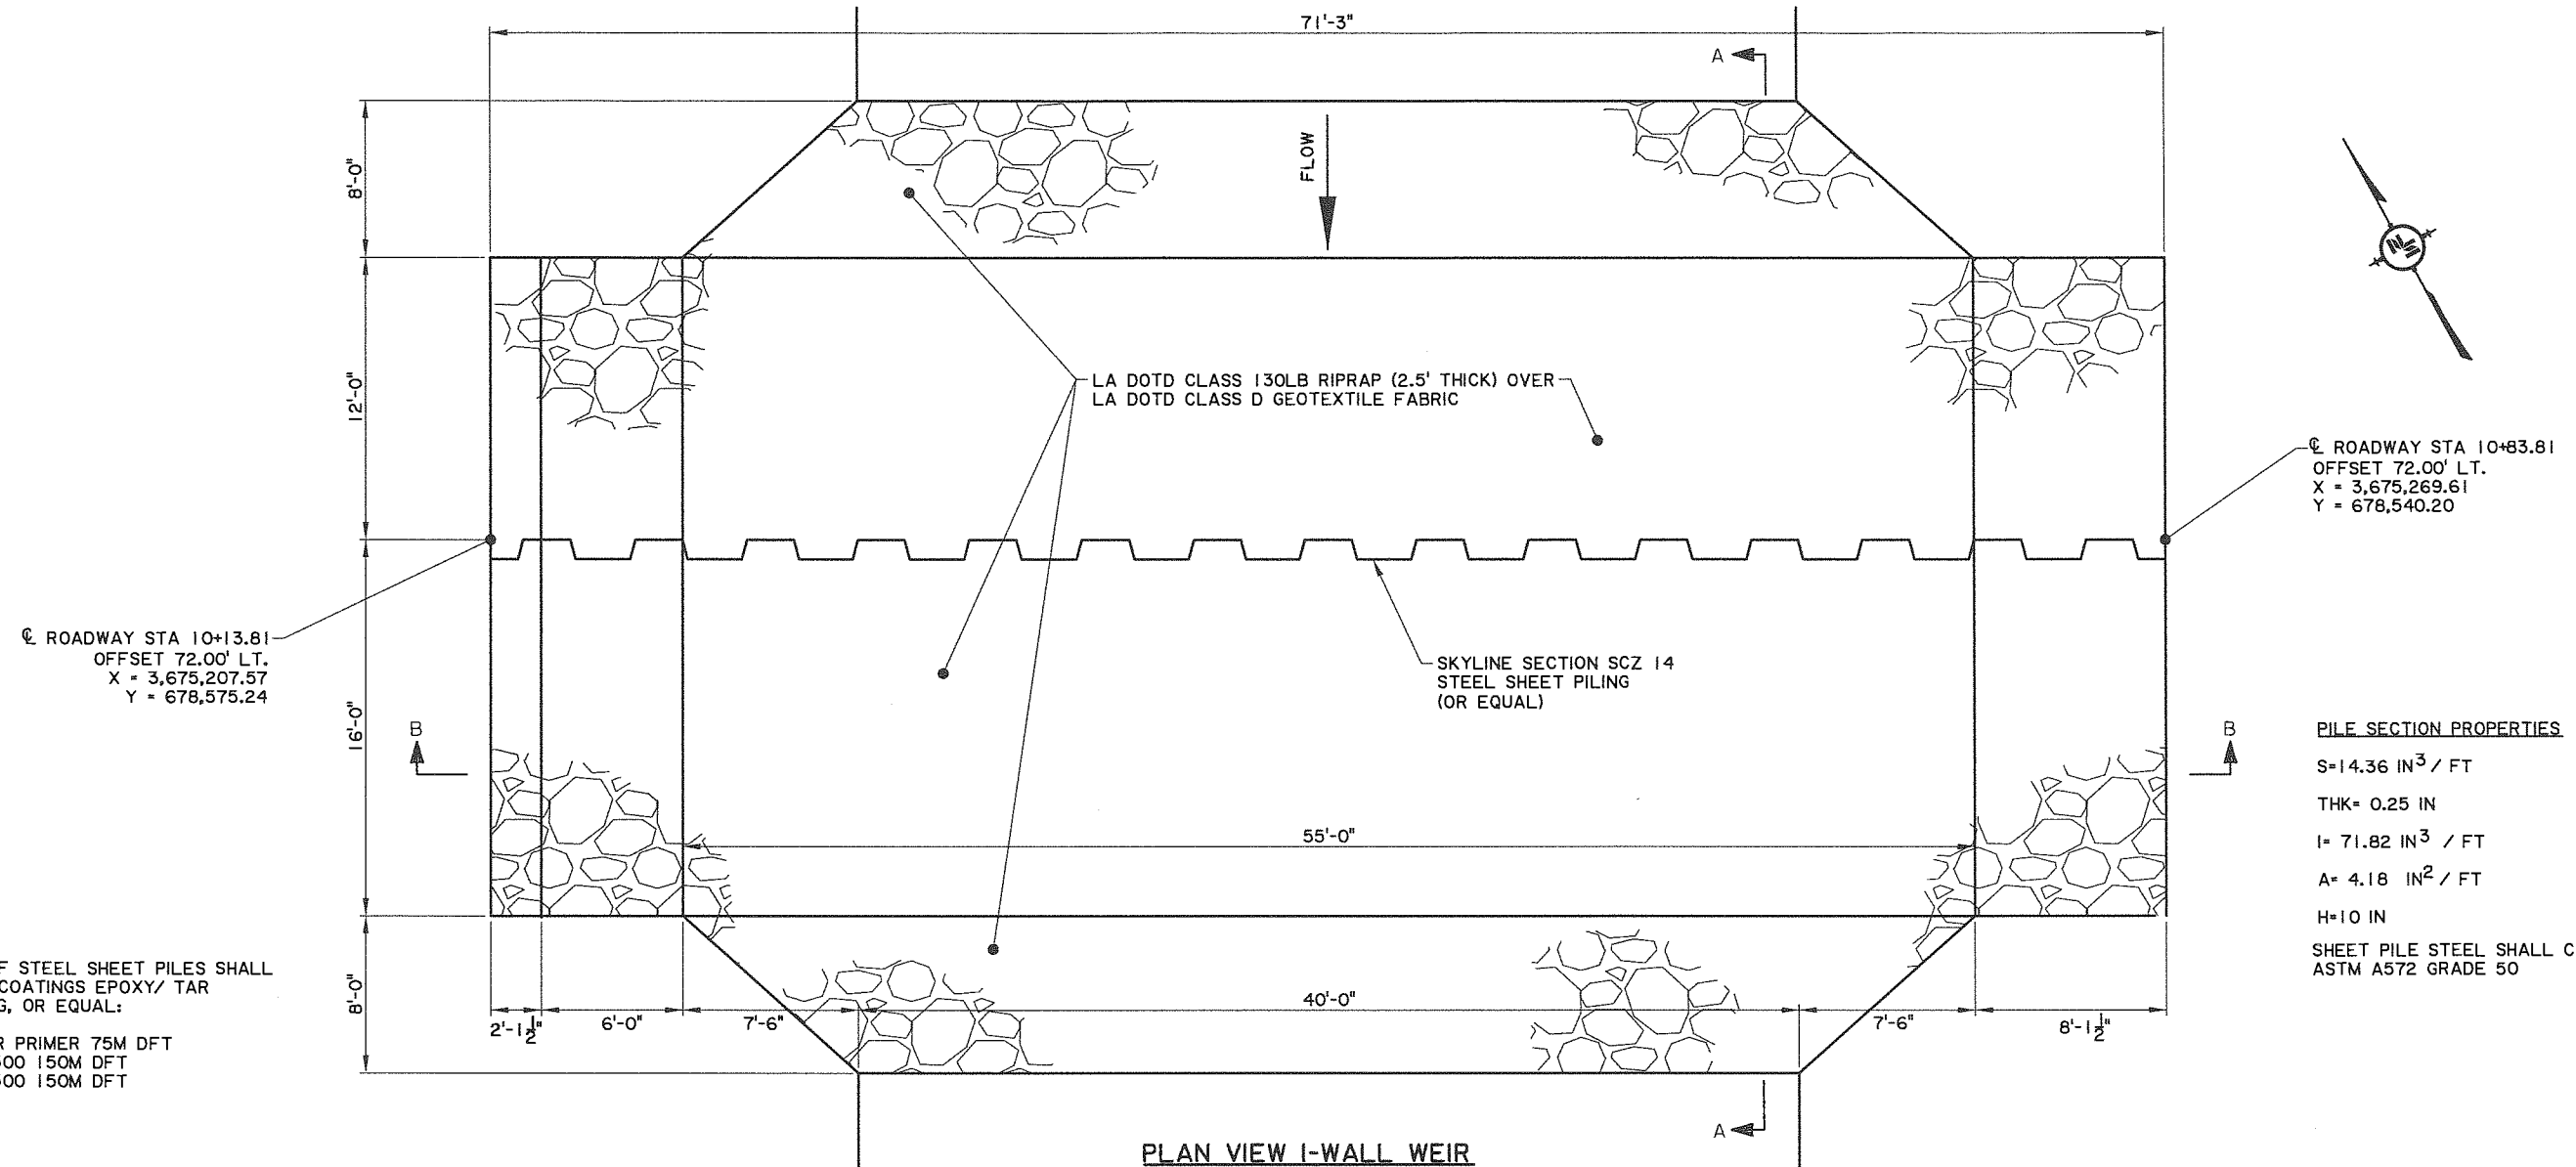 71'-3"
A
8'-0"
FLOW
12'-0"
LA DOTD CLASS 130LB RIPRAP (2.5' THICK) OVER
LA DOTD CLASS D GEOTEXTILE FABRIC
℄ ROADWAY STA 10+83.81
OFFSET 72.00' LT.
X = 3,675,269.61
Y = 678,540.20
℄ ROADWAY STA 10+13.81
OFFSET 72.00' LT.
X = 3,675,207.57
Y = 678,575.24
SKYLINE SECTION SCZ 14
STEEL SHEET PILING
(OR EQUAL)
16'-0"
B
B
PILE SECTION PROPERTIES
S=14.36 IN³ / FT
THK= 0.25 IN
I= 71.82 IN³ / FT
A= 4.18 IN² / FT
H=10 IN
SHEET PILE STEEL SHALL C
ASTM A572 GRADE 50
55'-0"
F STEEL SHEET PILES SHALL
COATINGS EPOXY/ TAR
G, OR EQUAL:
R PRIMER 75M DFT
00 150M DFT
00 150M DFT
8'-0"
2'-1½"
6'-0"
7'-6"
40'-0"
7'-6"
8'-1½"
A
PLAN VIEW I-WALL WEIR